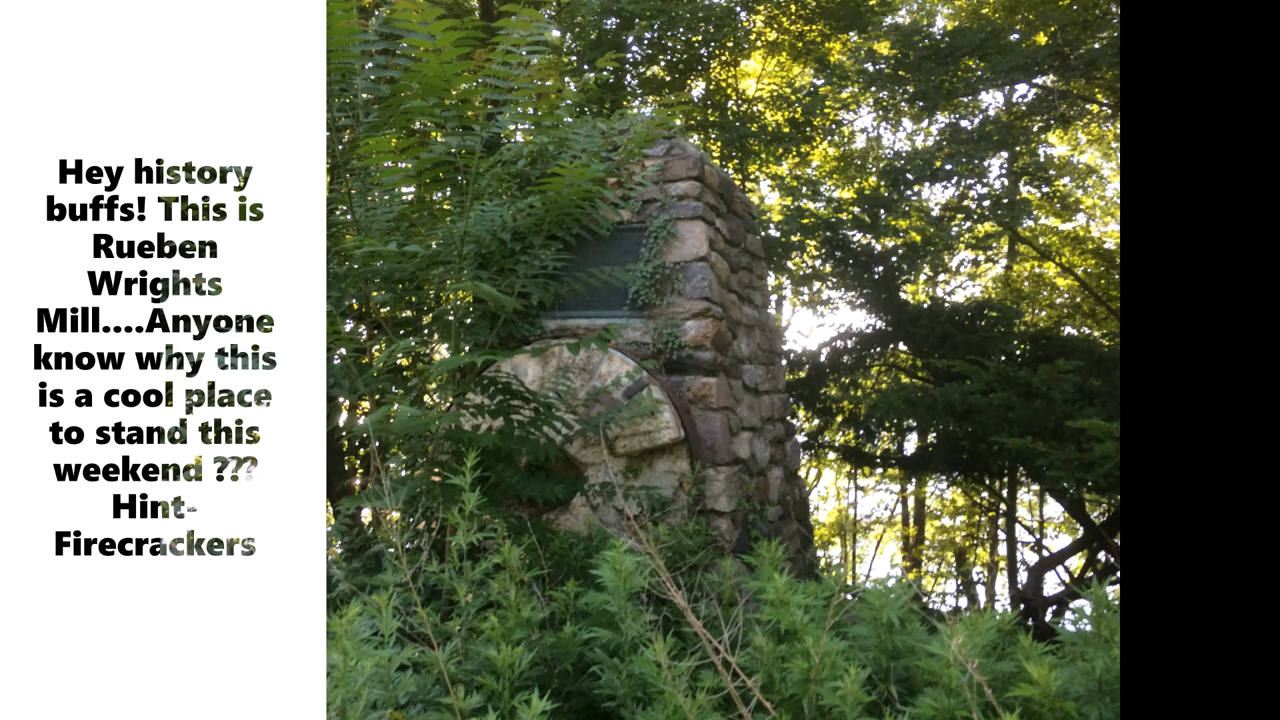 Hey history
buffs! This is
Rueben
Wrights
Mill....Anyone
know why this
is a cool place
to stand this
weekend ???
Hint-
Firecrackers